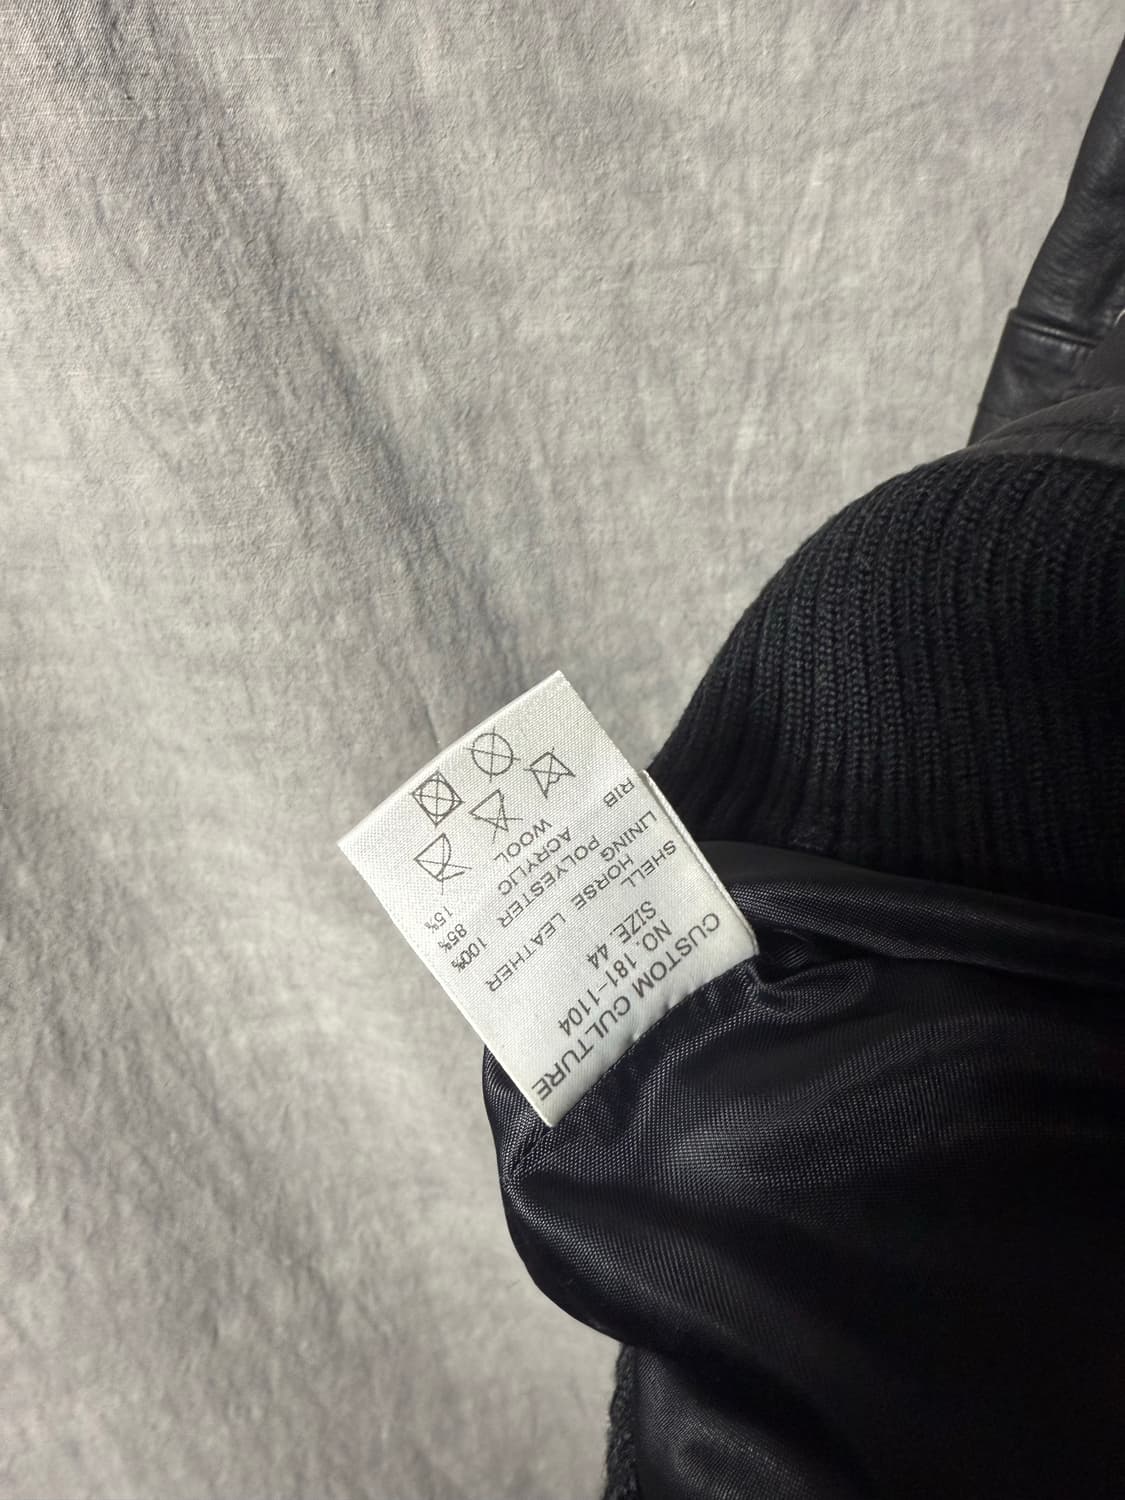 CUSTOM CULTURE
NO. 181-1104
SIZE 44
SHELL HORSE LEATHER
LINING POLYESTER 100%
RIB ACRYLIC 85%
WOOL 15%